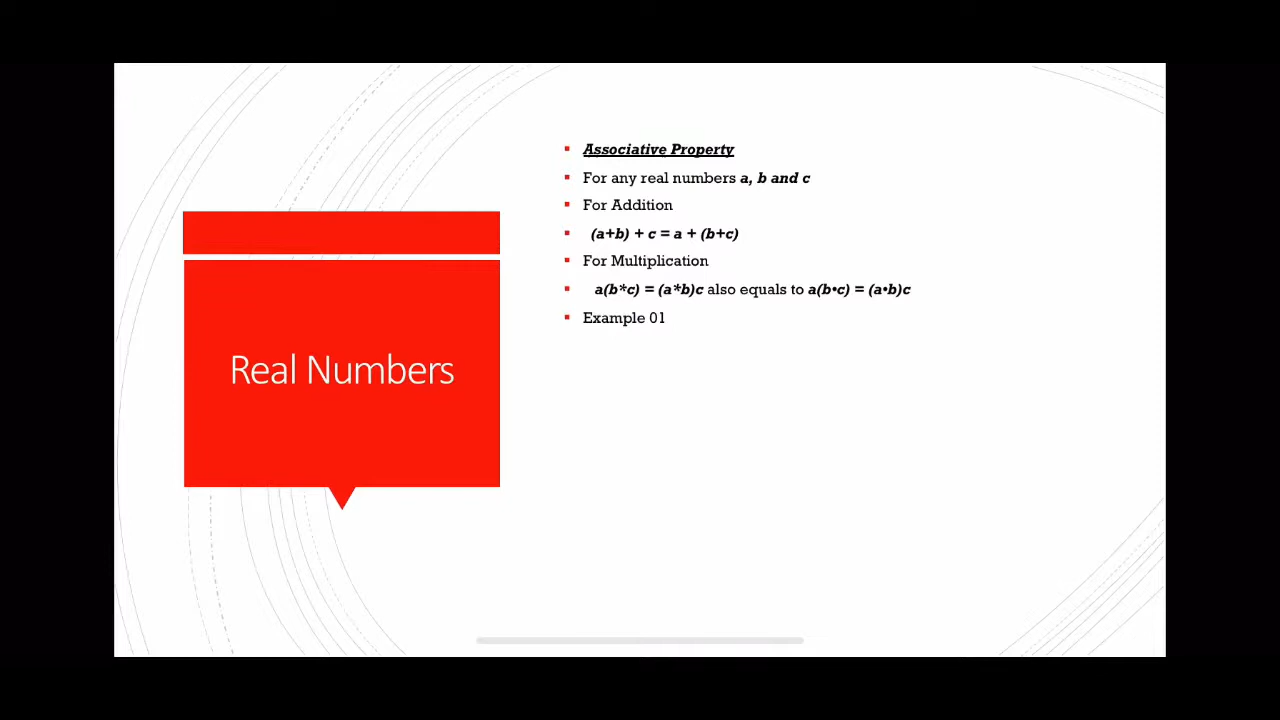 Real Numbers
Associative Property
For any real numbers a, b and c
For Addition
(a+b) + c = a + (b+c)
For Multiplication
a(b*c) = (a*b)c also equals to a(b•c) = (a•b)c
Example 01